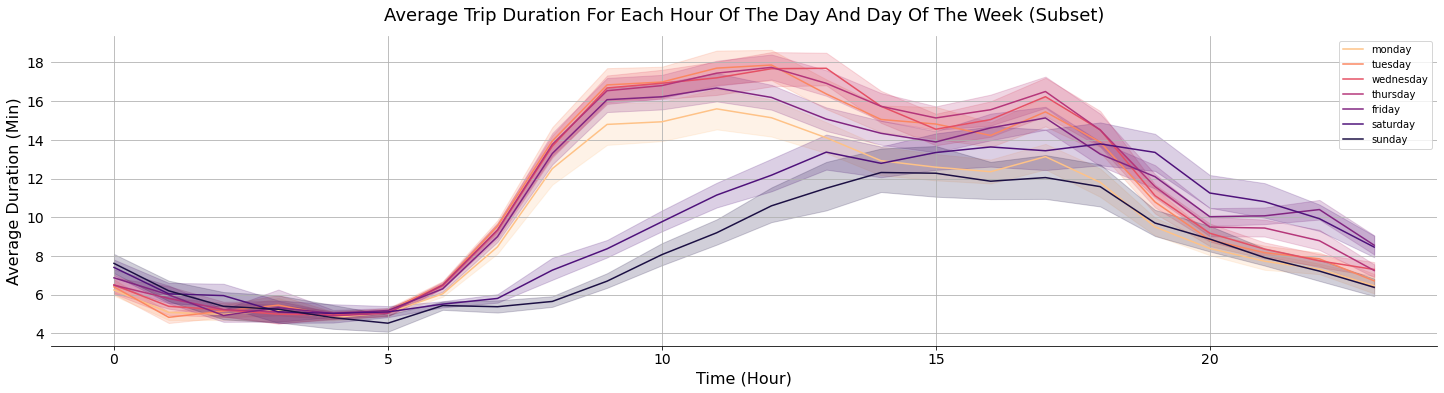 Average Trip Duration For Each Hour Of The Day And Day Of The Week (Subset)
Average Duration (Min)
18
16
14
12
10
8
6
4
0
5
10
15
20
Time (Hour)
monday
tuesday
wednesday
thursday
friday
saturday
sunday